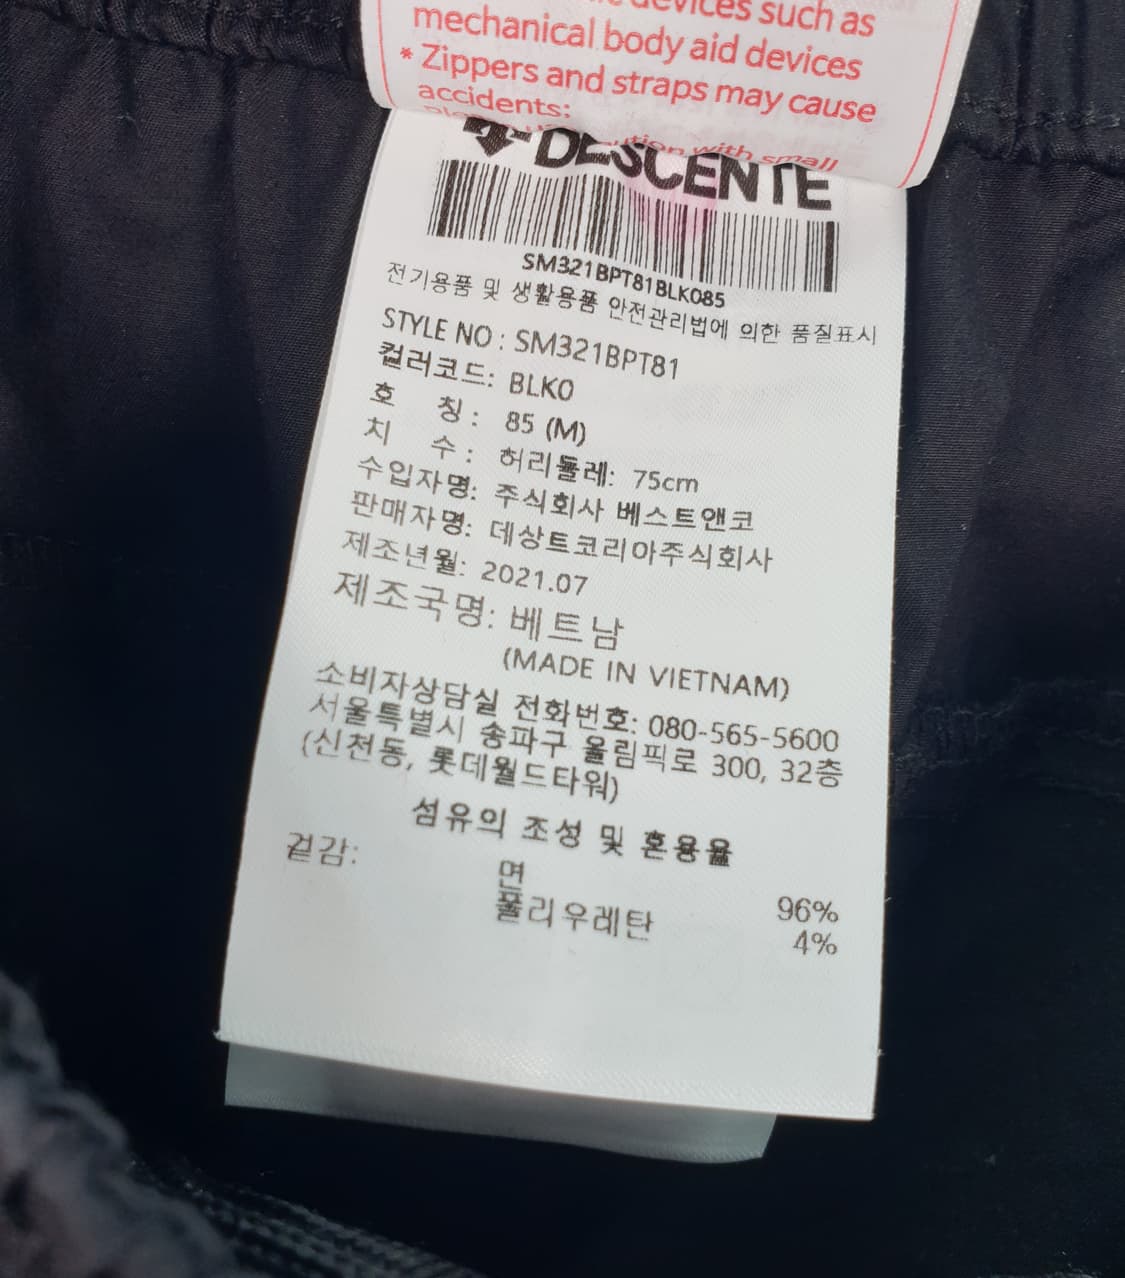 devices such as
mechanical body aid devices
* Zippers and straps may cause
accidents:
with small
DESCENTE
SM321BPT81BLK085
전기용품 및 생활용품 안전관리법에 의한 품질표시
STYLE NO : SM321BPT81
컬러코드: BLK0
호 칭 : 85 (M)
치 수 : 허리둘레: 75cm
수입자명: 주식회사 베스트앤코
판매자명: 데상트코리아주식회사
제조년월: 2021.07
제조국명: 베트남
(MADE IN VIETNAM)
소비자상담실 전화번호: 080-565-5600
서울특별시 송파구 올림픽로 300, 32층
(신천동, 롯데월드타워)
섬유의 조성 및 혼용율
겉감: 면 96%
폴리우레탄 4%